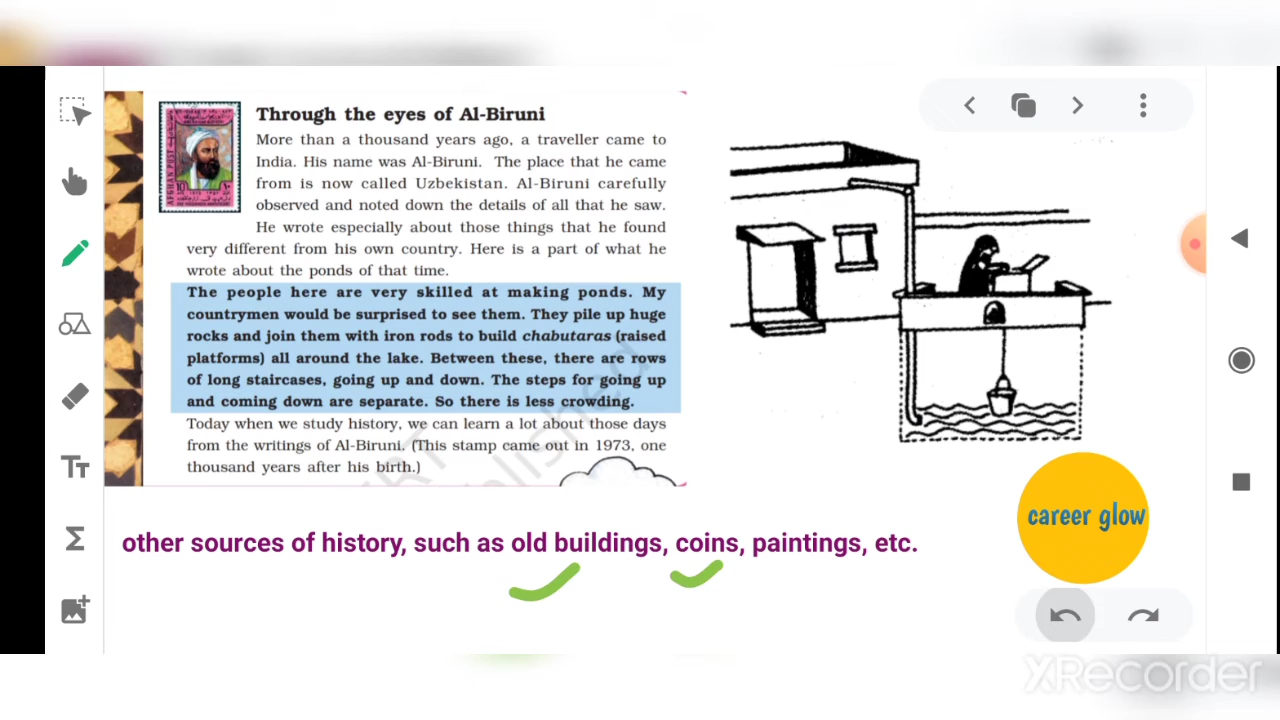 Through the eyes of Al-Biruni
More than a thousand years ago, a traveller came to
India. His name was Al-Biruni. The place that he came
from is now called Uzbekistan. Al-Biruni carefully
observed and noted down the details of all that he saw.
He wrote especially about those things that he found
very different from his own country. Here is a part of what he
wrote about the ponds of that time.
The people here are very skilled at making ponds. My
countrymen would be surprised to see them. They pile up huge
rocks and join them with iron rods to build chabutaras (raised
platforms) all around the lake. Between these, there are rows
of long staircases, going up and down. The steps for going up
and coming down are separate. So there is less crowding.
Today when we study history, we can learn a lot about those days
from the writings of Al-Biruni. (This stamp came out in 1973, one
thousand years after his birth.)
AFGHAN POST
10
other sources of history, such as old buildings, coins, paintings, etc.
career glow
TT
Σ
XRecorder